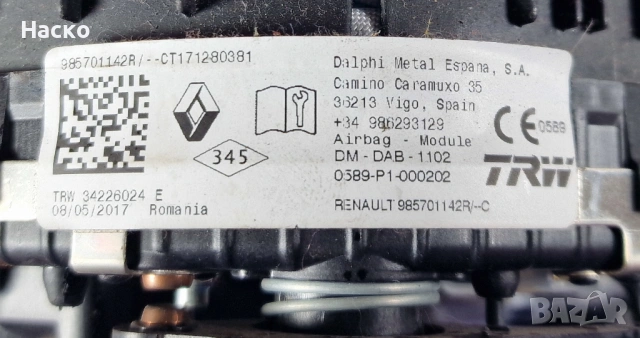 Hacko
985701142R/--CT171280381
345
TRW 34226024 E
08/05/2017 Romania
Dalphi Metal Espana, S.A.
Camino Caramuxo 35
36213 Vigo, Spain
+34 986293129
Airbag - Module
DM - DAB - 1102
0589-P1-000202
CE 0589
TRW
RENAULT 985701142R/--C
BAZAR